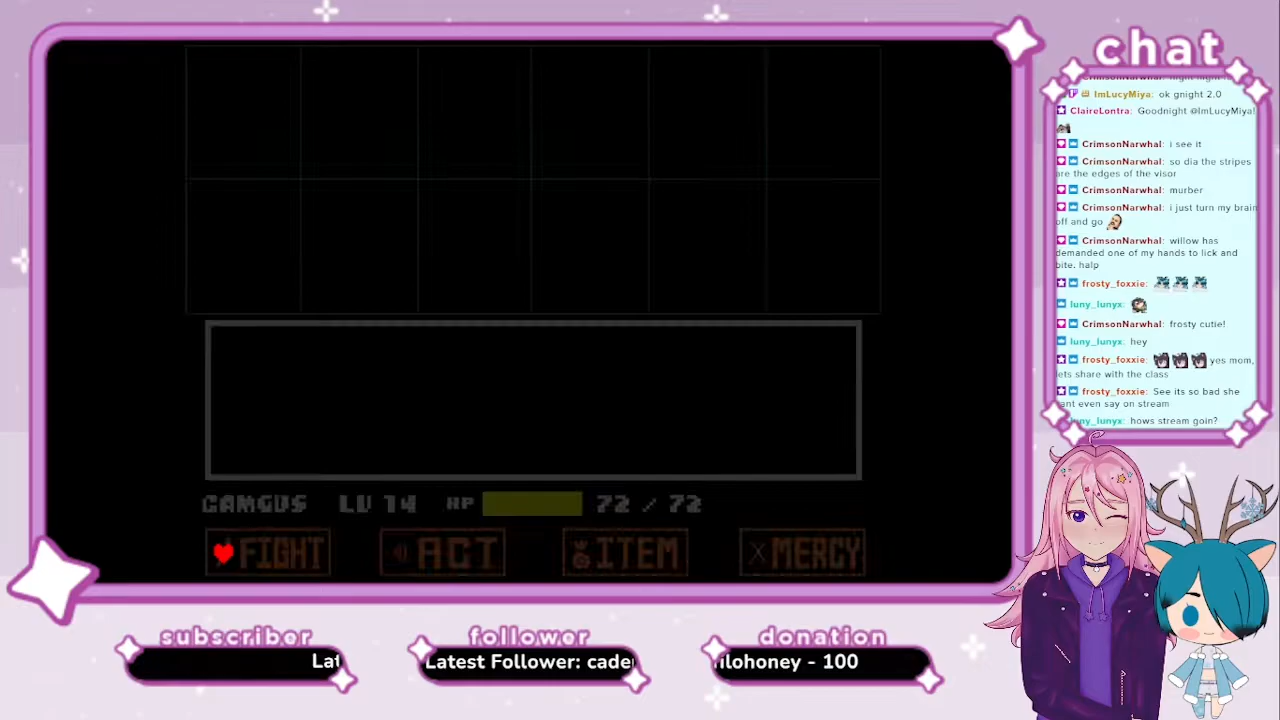 chat
ImLucyMiya: ok gnight 2.0
ClaireLontra: Goodnight @ImLucyMiya!
CrimsonNarwhal: i see it
CrimsonNarwhal: so dia the stripes
are the edges of the visor
CrimsonNarwhal: murber
CrimsonNarwhal: i just turn my brain
off and go
CrimsonNarwhal: willow has
demanded one of my hands to lick and
bite. halp
frosty_foxxie:
luny_lunyx:
CrimsonNarwhal: frosty cutie!
luny_lunyx: hey
frosty_foxxie: yes mom,
lets share with the class
frosty_foxxie: See its so bad she
ant even say on stream
luny_lunyx: hows stream goin?
GAMGUS LV 14 HP 72 / 72
FIGHT ACT ITEM MERCY
subscriber follower donation
Lat Latest Follower: cade ilohoney - 100